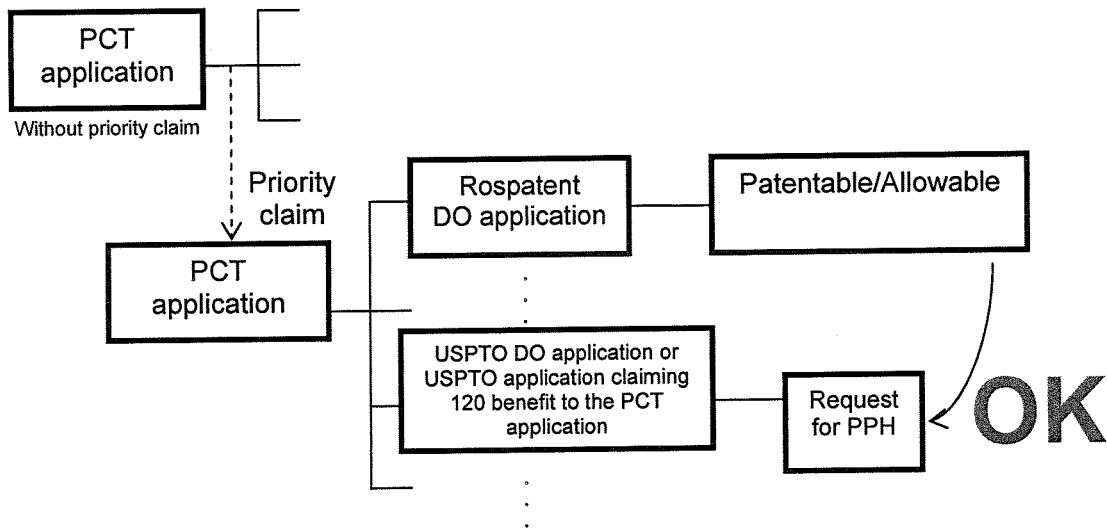 PCT
application
Without priority claim
Priority
claim
PCT
application
Rospatent
DO application
Patentable/Allowable
USPTO DO application or
USPTO application claiming
120 benefit to the PCT
application
Request
for PPH
OK